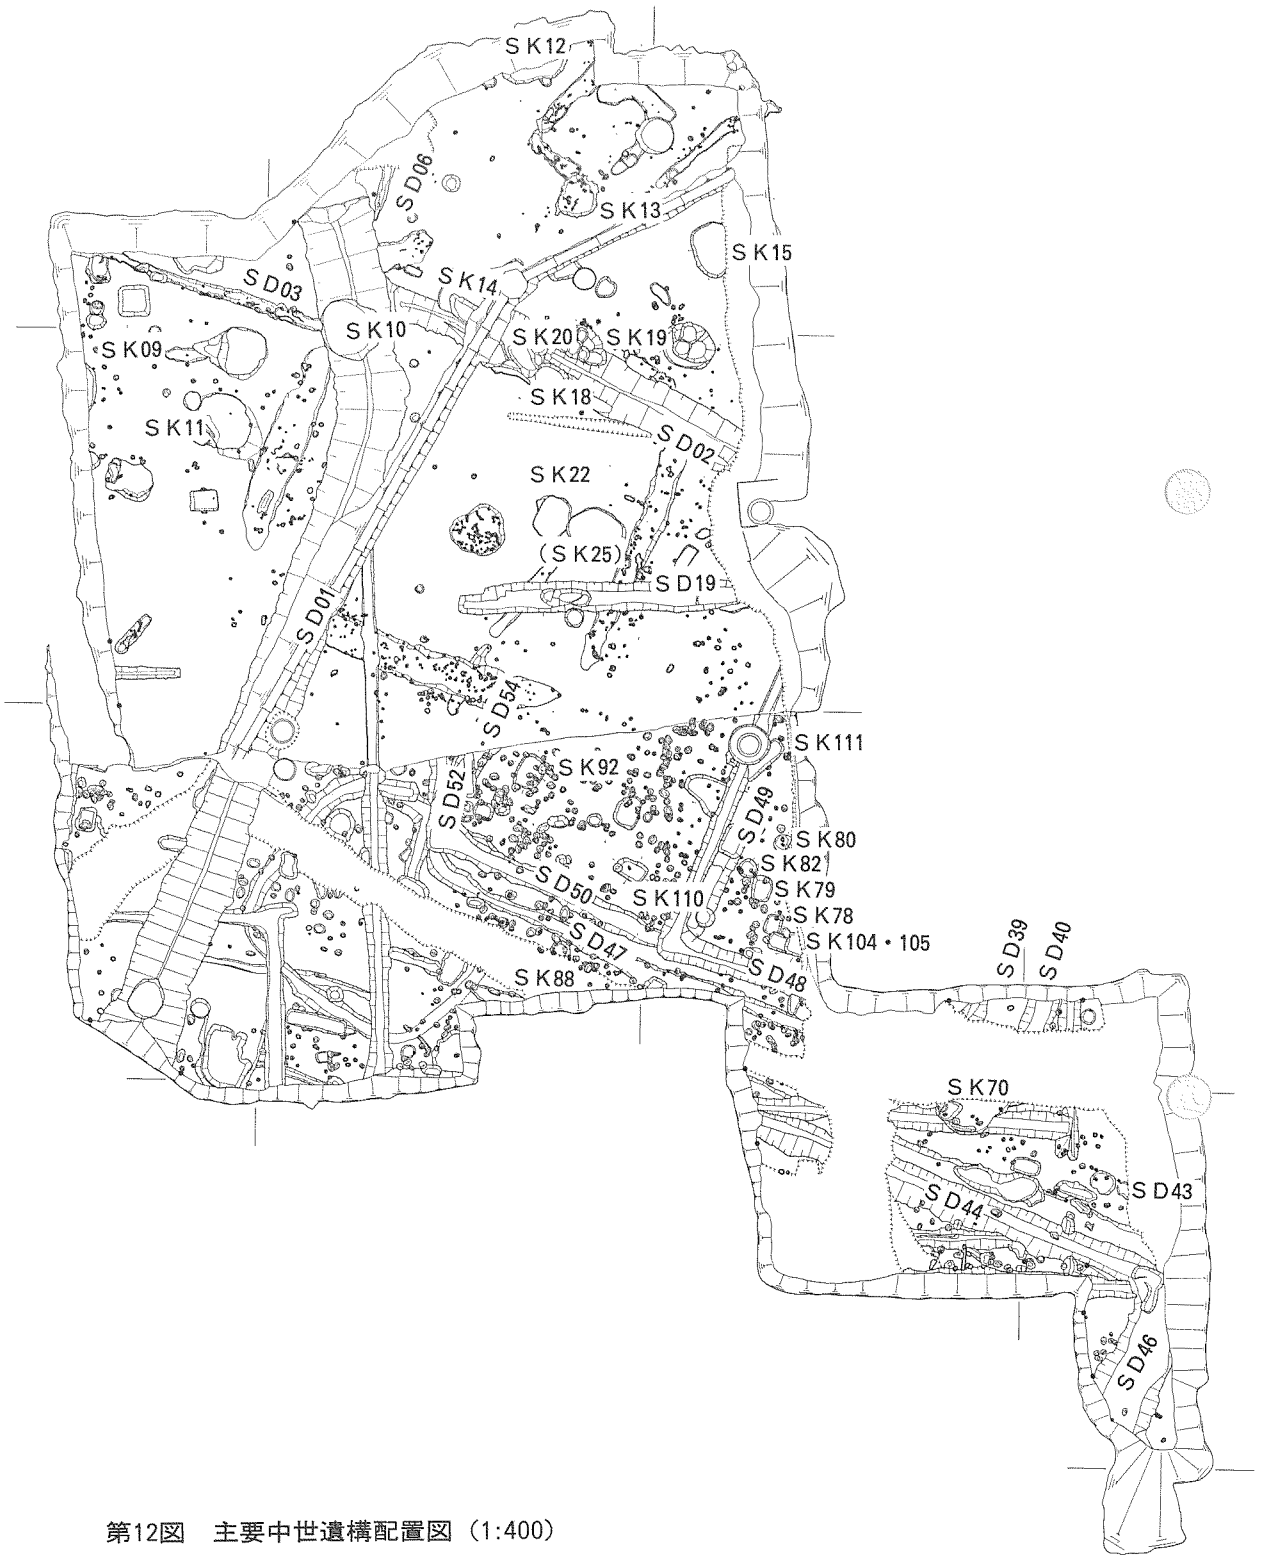 SK12
SD06
SK13
SK15
SD03
SK14
SK10
SK20
SK19
SK09
SK18
SK11
SD02
SK22
(SK25)
SD19
SD01
SD54
SK111
SK92
SD52
SD49
SK80
SK82
SD50
SK79
SK110
SK78
SD47
SK104・105
SD39
SD40
SK88
SD48
SK70
SD43
SD44
SD46
第12図 主要中世遺構配置図 (1:400)